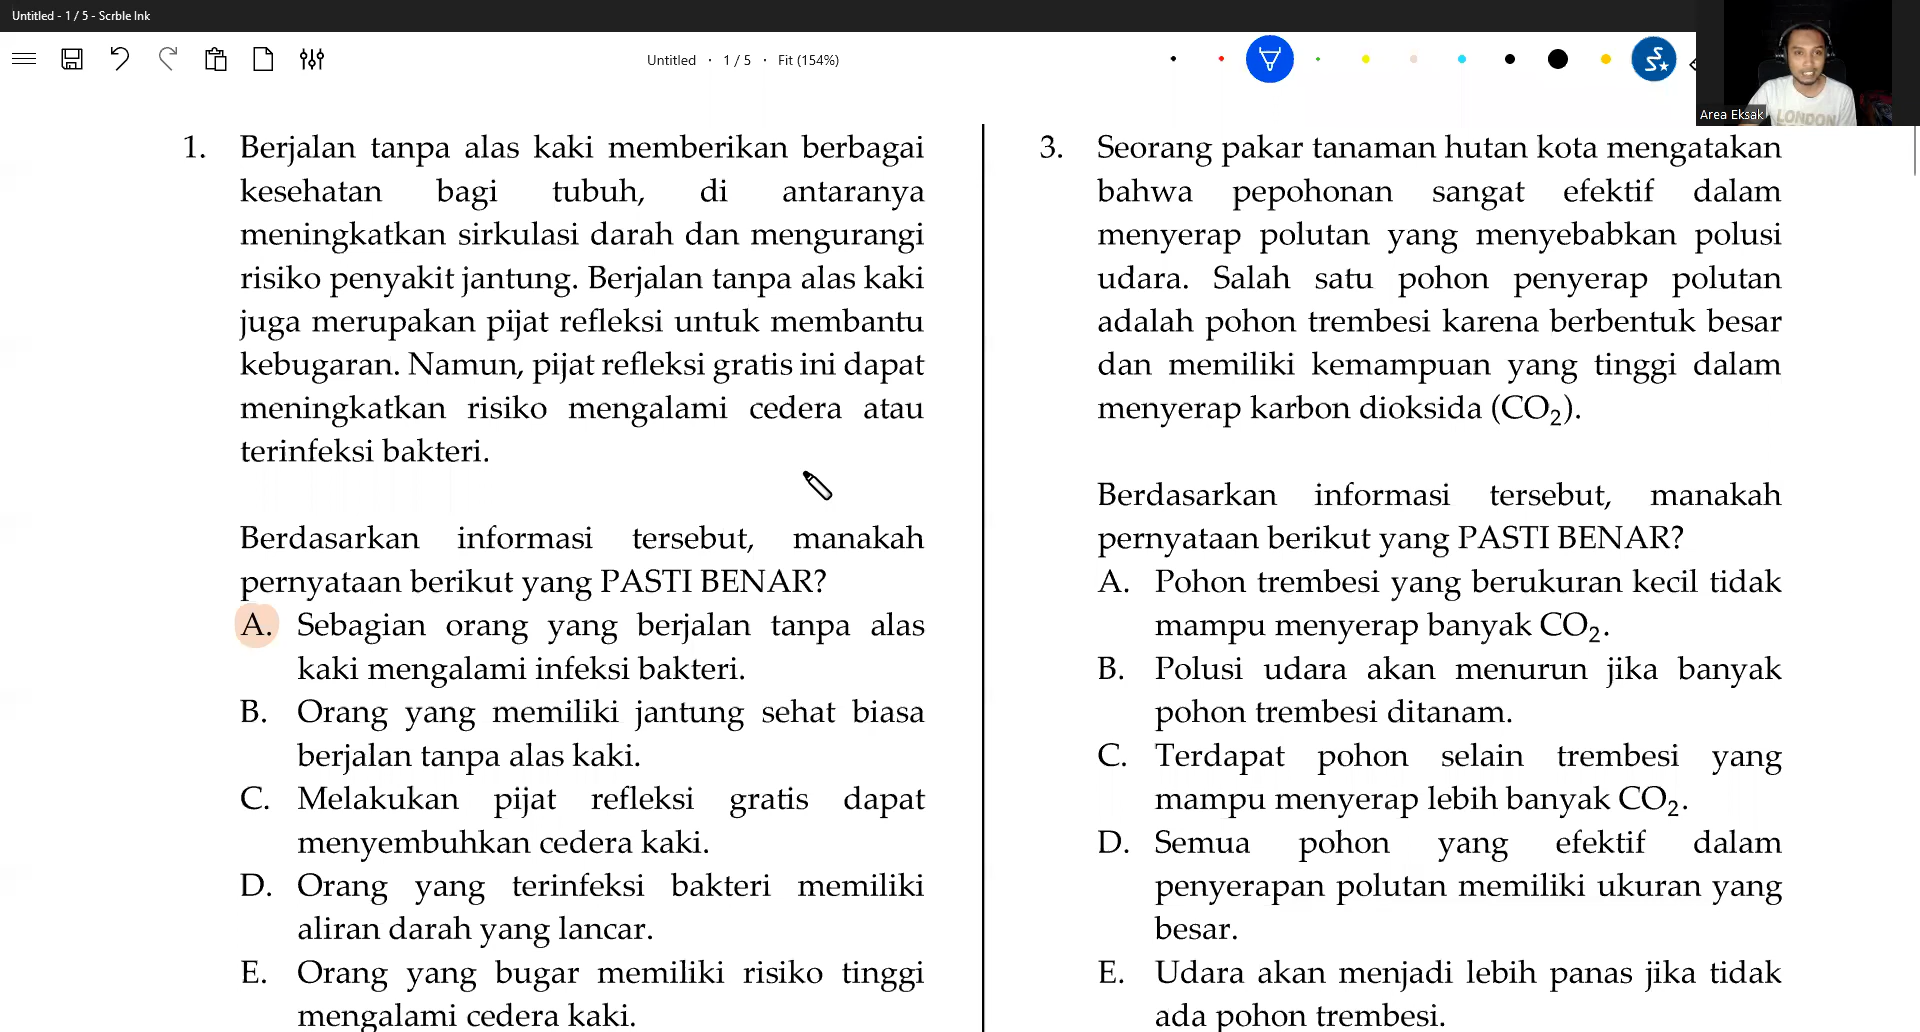 Untitled - 1 / 5 - Scrble Ink
Untitled · 1 / 5 · Fit (154%)
Area Eksak
LONDON
1. Berjalan tanpa alas kaki memberikan berbagai
kesehatan bagi tubuh, di antaranya
meningkatkan sirkulasi darah dan mengurangi
risiko penyakit jantung. Berjalan tanpa alas kaki
juga merupakan pijat refleksi untuk membantu
kebugaran. Namun, pijat refleksi gratis ini dapat
meningkatkan risiko mengalami cedera atau
terinfeksi bakteri.
Berdasarkan informasi tersebut, manakah
pernyataan berikut yang PASTI BENAR?
A. Sebagian orang yang berjalan tanpa alas
kaki mengalami infeksi bakteri.
B. Orang yang memiliki jantung sehat biasa
berjalan tanpa alas kaki.
C. Melakukan pijat refleksi gratis dapat
menyembuhkan cedera kaki.
D. Orang yang terinfeksi bakteri memiliki
aliran darah yang lancar.
E. Orang yang bugar memiliki risiko tinggi
mengalami cedera kaki.
3. Seorang pakar tanaman hutan kota mengatakan
bahwa pepohonan sangat efektif dalam
menyerap polutan yang menyebabkan polusi
udara. Salah satu pohon penyerap polutan
adalah pohon trembesi karena berbentuk besar
dan memiliki kemampuan yang tinggi dalam
menyerap karbon dioksida (CO₂).
Berdasarkan informasi tersebut, manakah
pernyataan berikut yang PASTI BENAR?
A. Pohon trembesi yang berukuran kecil tidak
mampu menyerap banyak CO₂.
B. Polusi udara akan menurun jika banyak
pohon trembesi ditanam.
C. Terdapat pohon selain trembesi yang
mampu menyerap lebih banyak CO₂.
D. Semua pohon yang efektif dalam
penyerapan polutan memiliki ukuran yang
besar.
E. Udara akan menjadi lebih panas jika tidak
ada pohon trembesi.